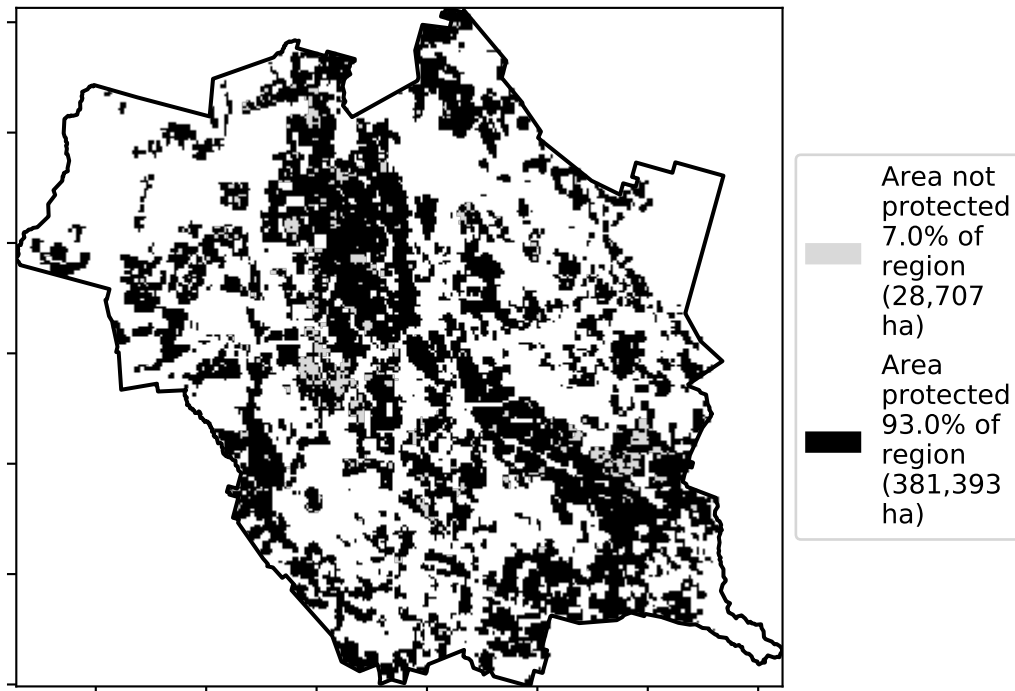 Area not
protected
7.0% of
region
(28,707
ha)
Area
protected
93.0% of
region
(381,393
ha)